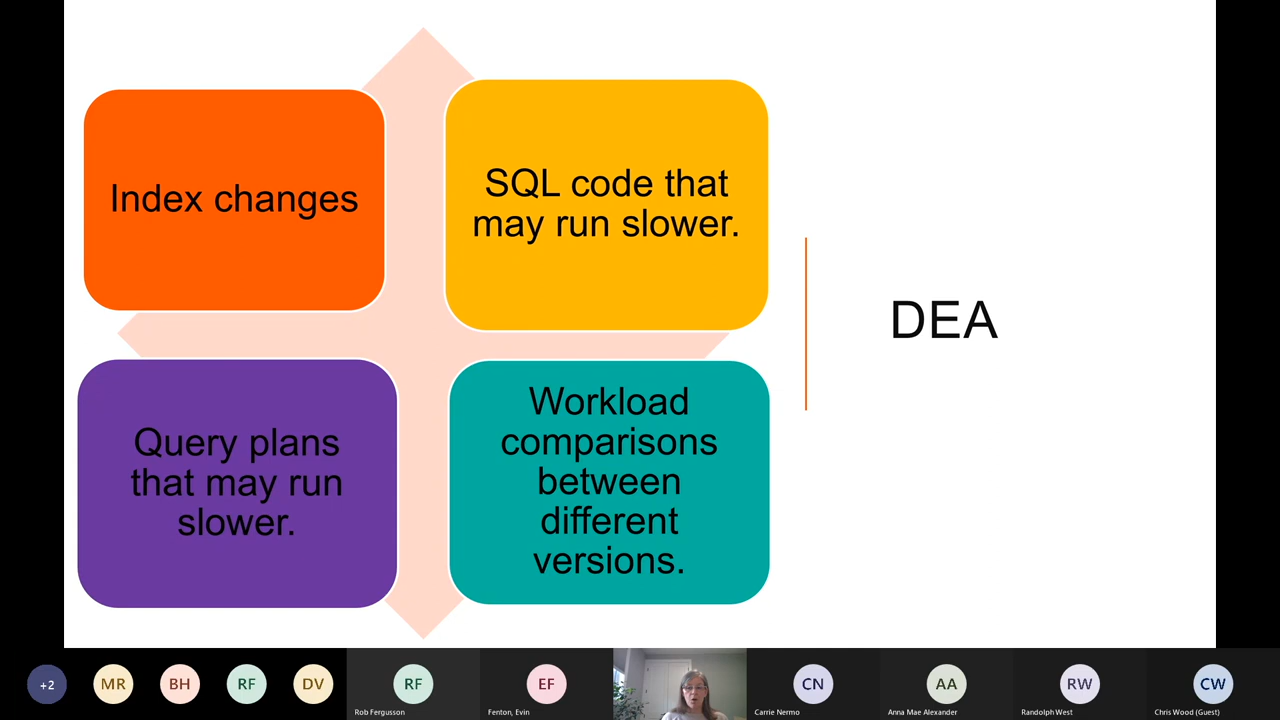 Index changes
SQL code that
may run slower.
Query plans
that may run
slower.
Workload
comparisons
between
different
versions.
DEA
+2
MR
BH
RF
DV
RF
Rob Fergusson
EF
Fenton, Evin
CN
Carrie Nermo
AA
Anna Mae Alexander
RW
Randolph West
CW
Chris Wood (Guest)